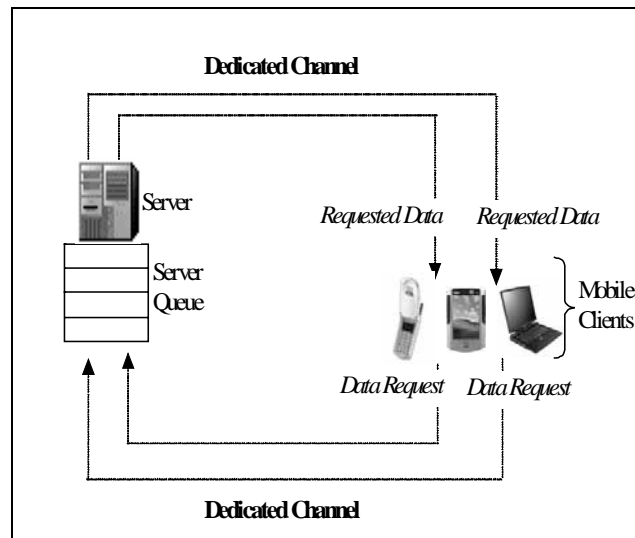 Dedicated Channel
Server
Requested Data
Requested Data
Server
Queue
Mobile
Clients
Data Request
Data Request
Dedicated Channel